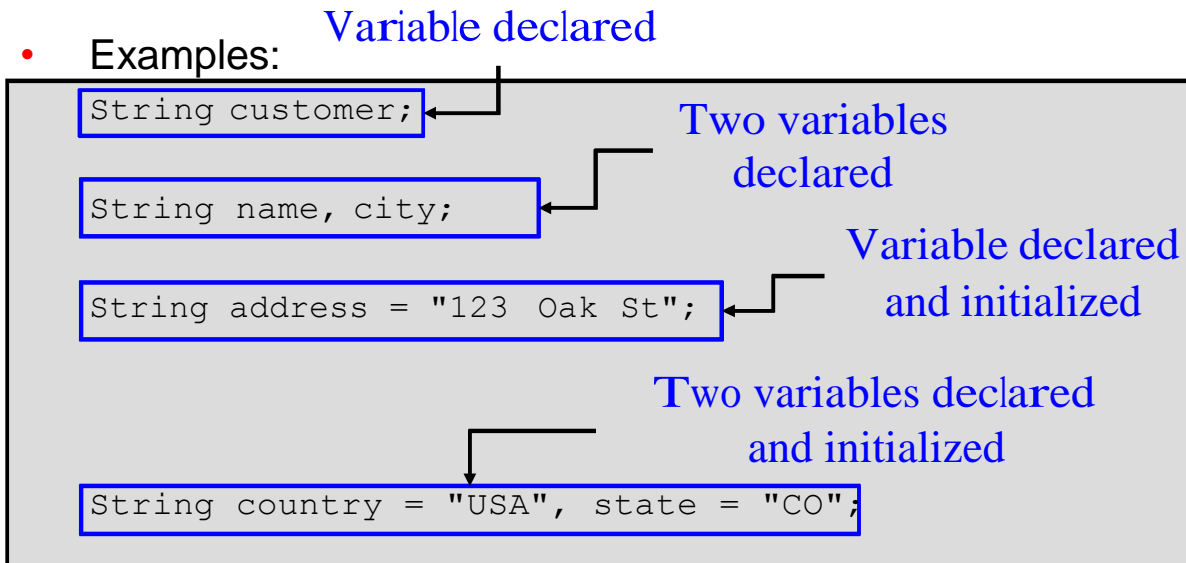 Variable declared
• Examples:
String customer;
Two variables
declared
String name, city;
Variable declared
and initialized
String address = "123 Oak St";
Two variables declared
and initialized
String country = "USA", state = "CO";